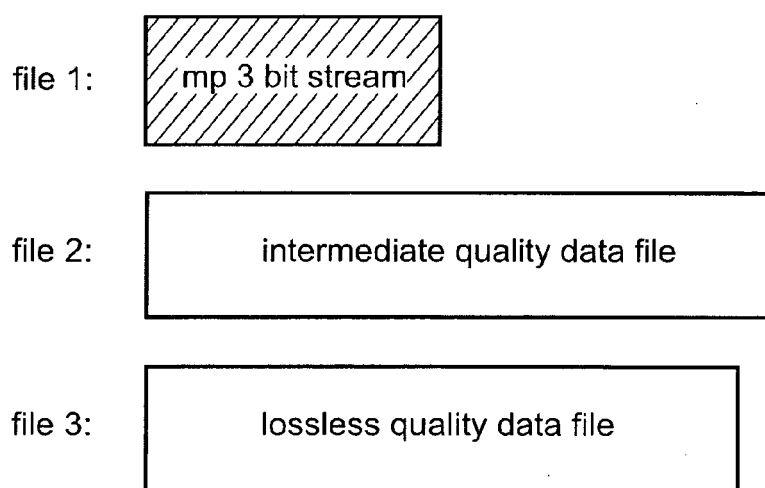 file 1: mp 3 bit stream
file 2: intermediate quality data file
file 3: lossless quality data file